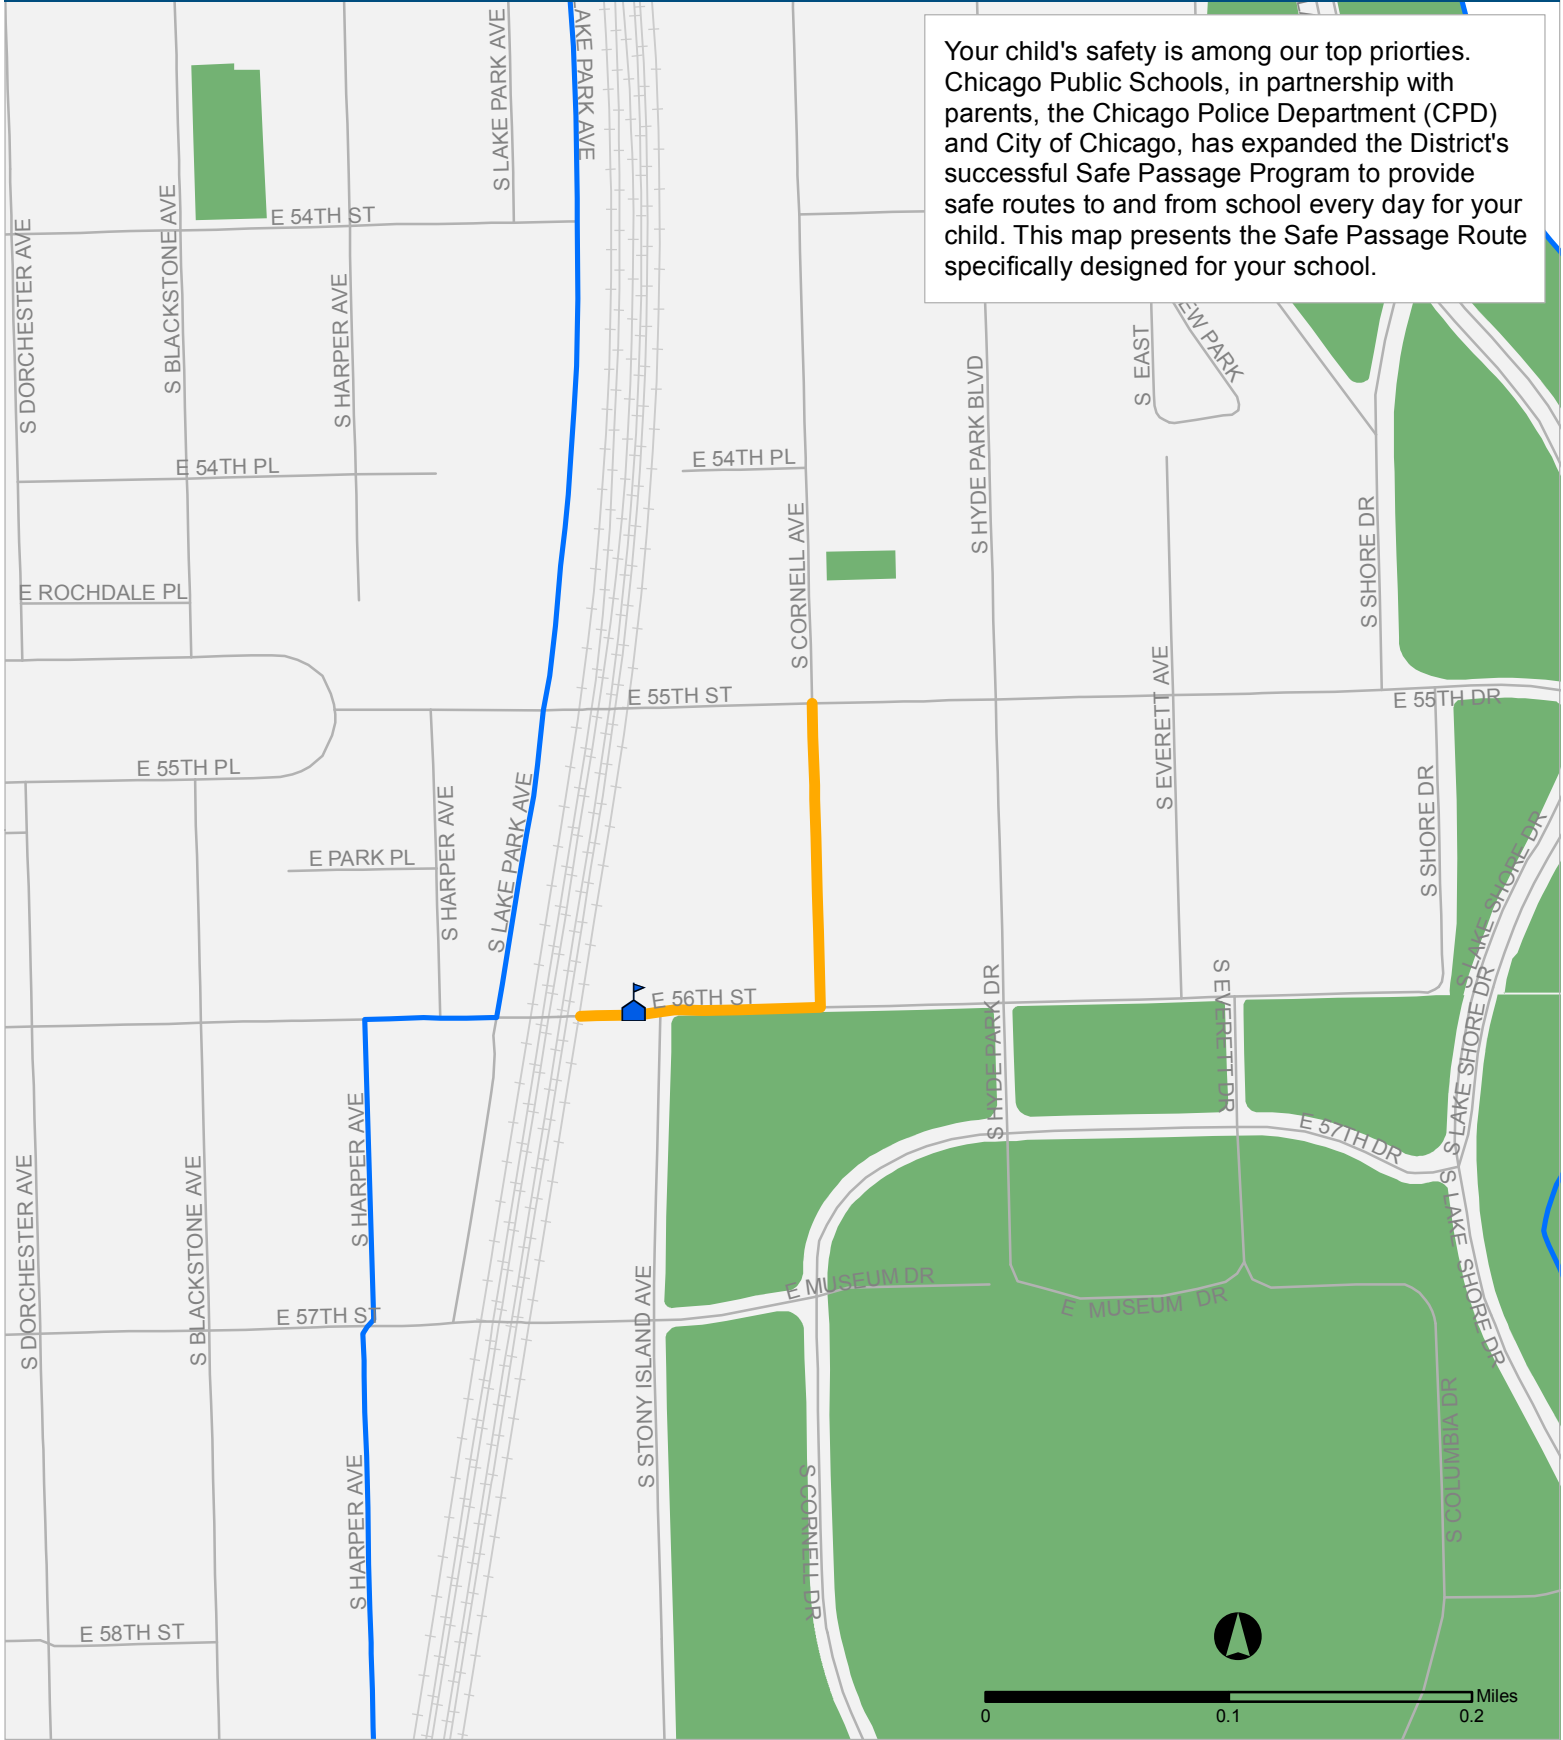 Your child's safety is among our top priorties.
Chicago Public Schools, in partnership with
parents, the Chicago Police Department (CPD)
and City of Chicago, has expanded the District's
successful Safe Passage Program to provide
safe routes to and from school every day for your
child. This map presents the Safe Passage Route
specifically designed for your school.
S LAKE PARK AVE
AKE PARK AVE
E 54TH ST
S DORCHESTER AVE
S BLACKSTONE AVE
S HARPER AVE
EW PARK
S EAST
S HYDE PARK BLVD
E 54TH PL
E 54TH PL
S CORNELL AVE
S SHORE DR
E ROCHDALE PL
E 55TH ST
S EVERETT AVE
E 55TH DR
E 55TH PL
S HARPER AVE
S LAKE PARK AVE
S SHORE DR
S LAKE SHORE DR
E PARK PL
E 56TH ST
S HYDE PARK DR
S EVERETT DR
S LAKE SHORE DR
E 57TH DR
S HARPER AVE
S DORCHESTER AVE
S BLACKSTONE AVE
S LAKE SHORE DR
E MUSEUM DR
E MUSEUM DR
E 57TH ST
S STONY ISLAND AVE
S COLUMBIA DR
S HARPER AVE
S CORNELL DR
E 58TH ST
Miles
0 0.1 0.2